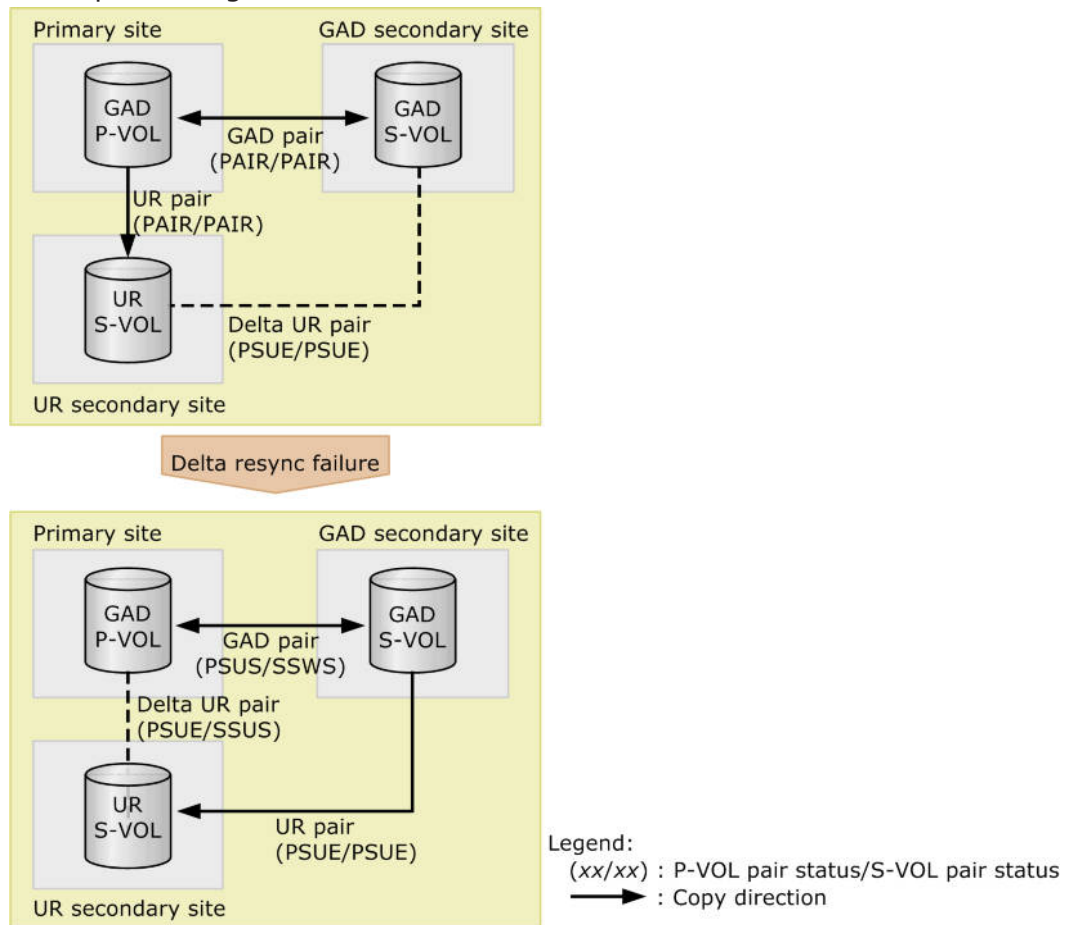 Primary site
GAD secondary site
GAD
P-VOL
GAD
S-VOL
GAD pair
(PAIR/PAIR)
UR pair
(PAIR/PAIR)
UR
S-VOL
Delta UR pair
(PSUE/PSUE)
UR secondary site
Delta resync failure
Primary site
GAD secondary site
GAD
P-VOL
GAD
S-VOL
GAD pair
(PSUS/SSWS)
Delta UR pair
(PSUE/SSUS)
UR
S-VOL
UR pair
(PSUE/PSUE)
UR secondary site
Legend:
(xx/xx) : P-VOL pair status/S-VOL pair status
: Copy direction